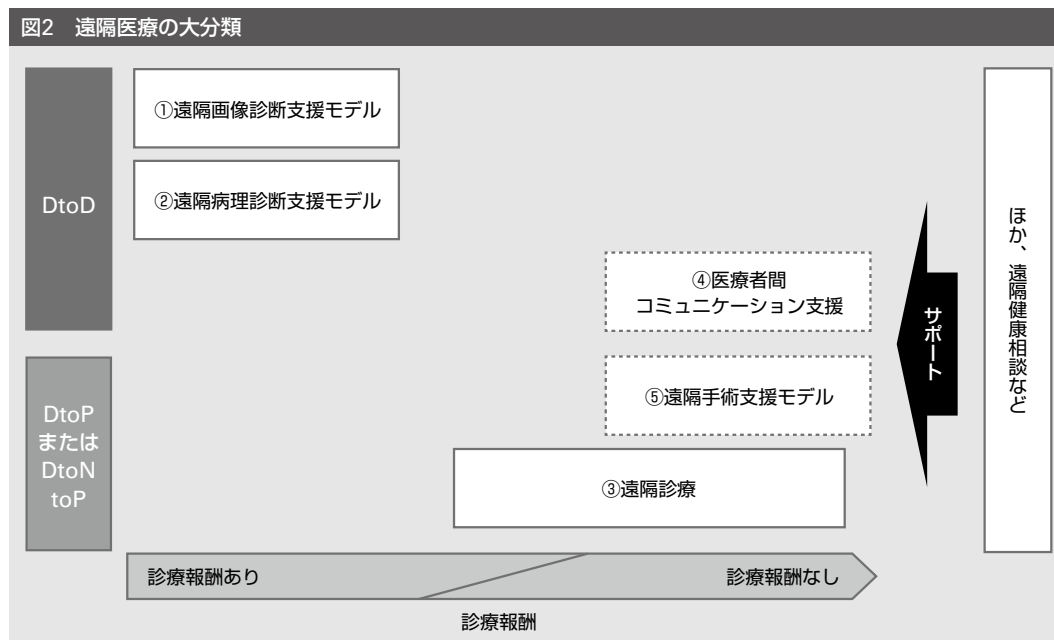 図2 遠隔医療の大分類
DtoD
①遠隔画像診断支援モデル
②遠隔病理診断支援モデル
④医療者間
コミュニケーション支援
DtoP
または
DtoN
toP
⑤遠隔手術支援モデル
③遠隔診療
サポート
ほか、遠隔健康相談など
診療報酬あり
診療報酬なし
診療報酬